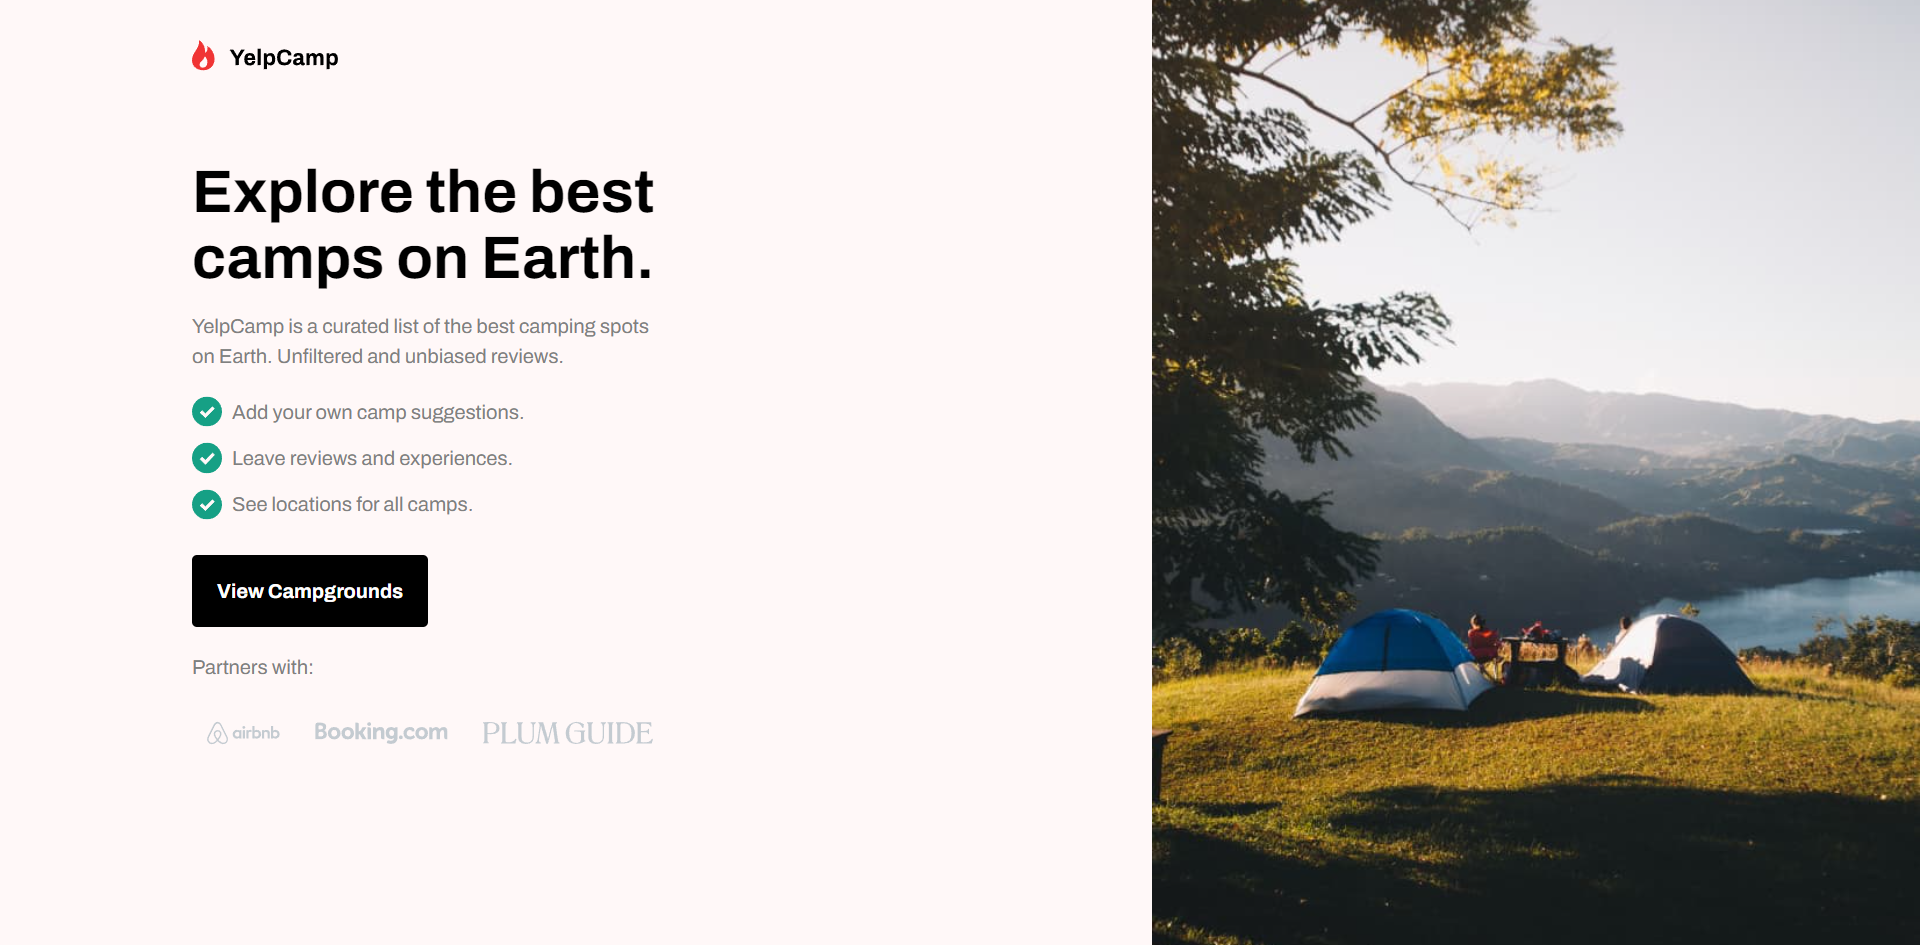 YelpCamp
Explore the best
camps on Earth.
YelpCamp is a curated list of the best camping spots
on Earth. Unfiltered and unbiased reviews.
Add your own camp suggestions.
Leave reviews and experiences.
See locations for all camps.
View Campgrounds
Partners with:
airbnb Booking.com PLUM GUIDE